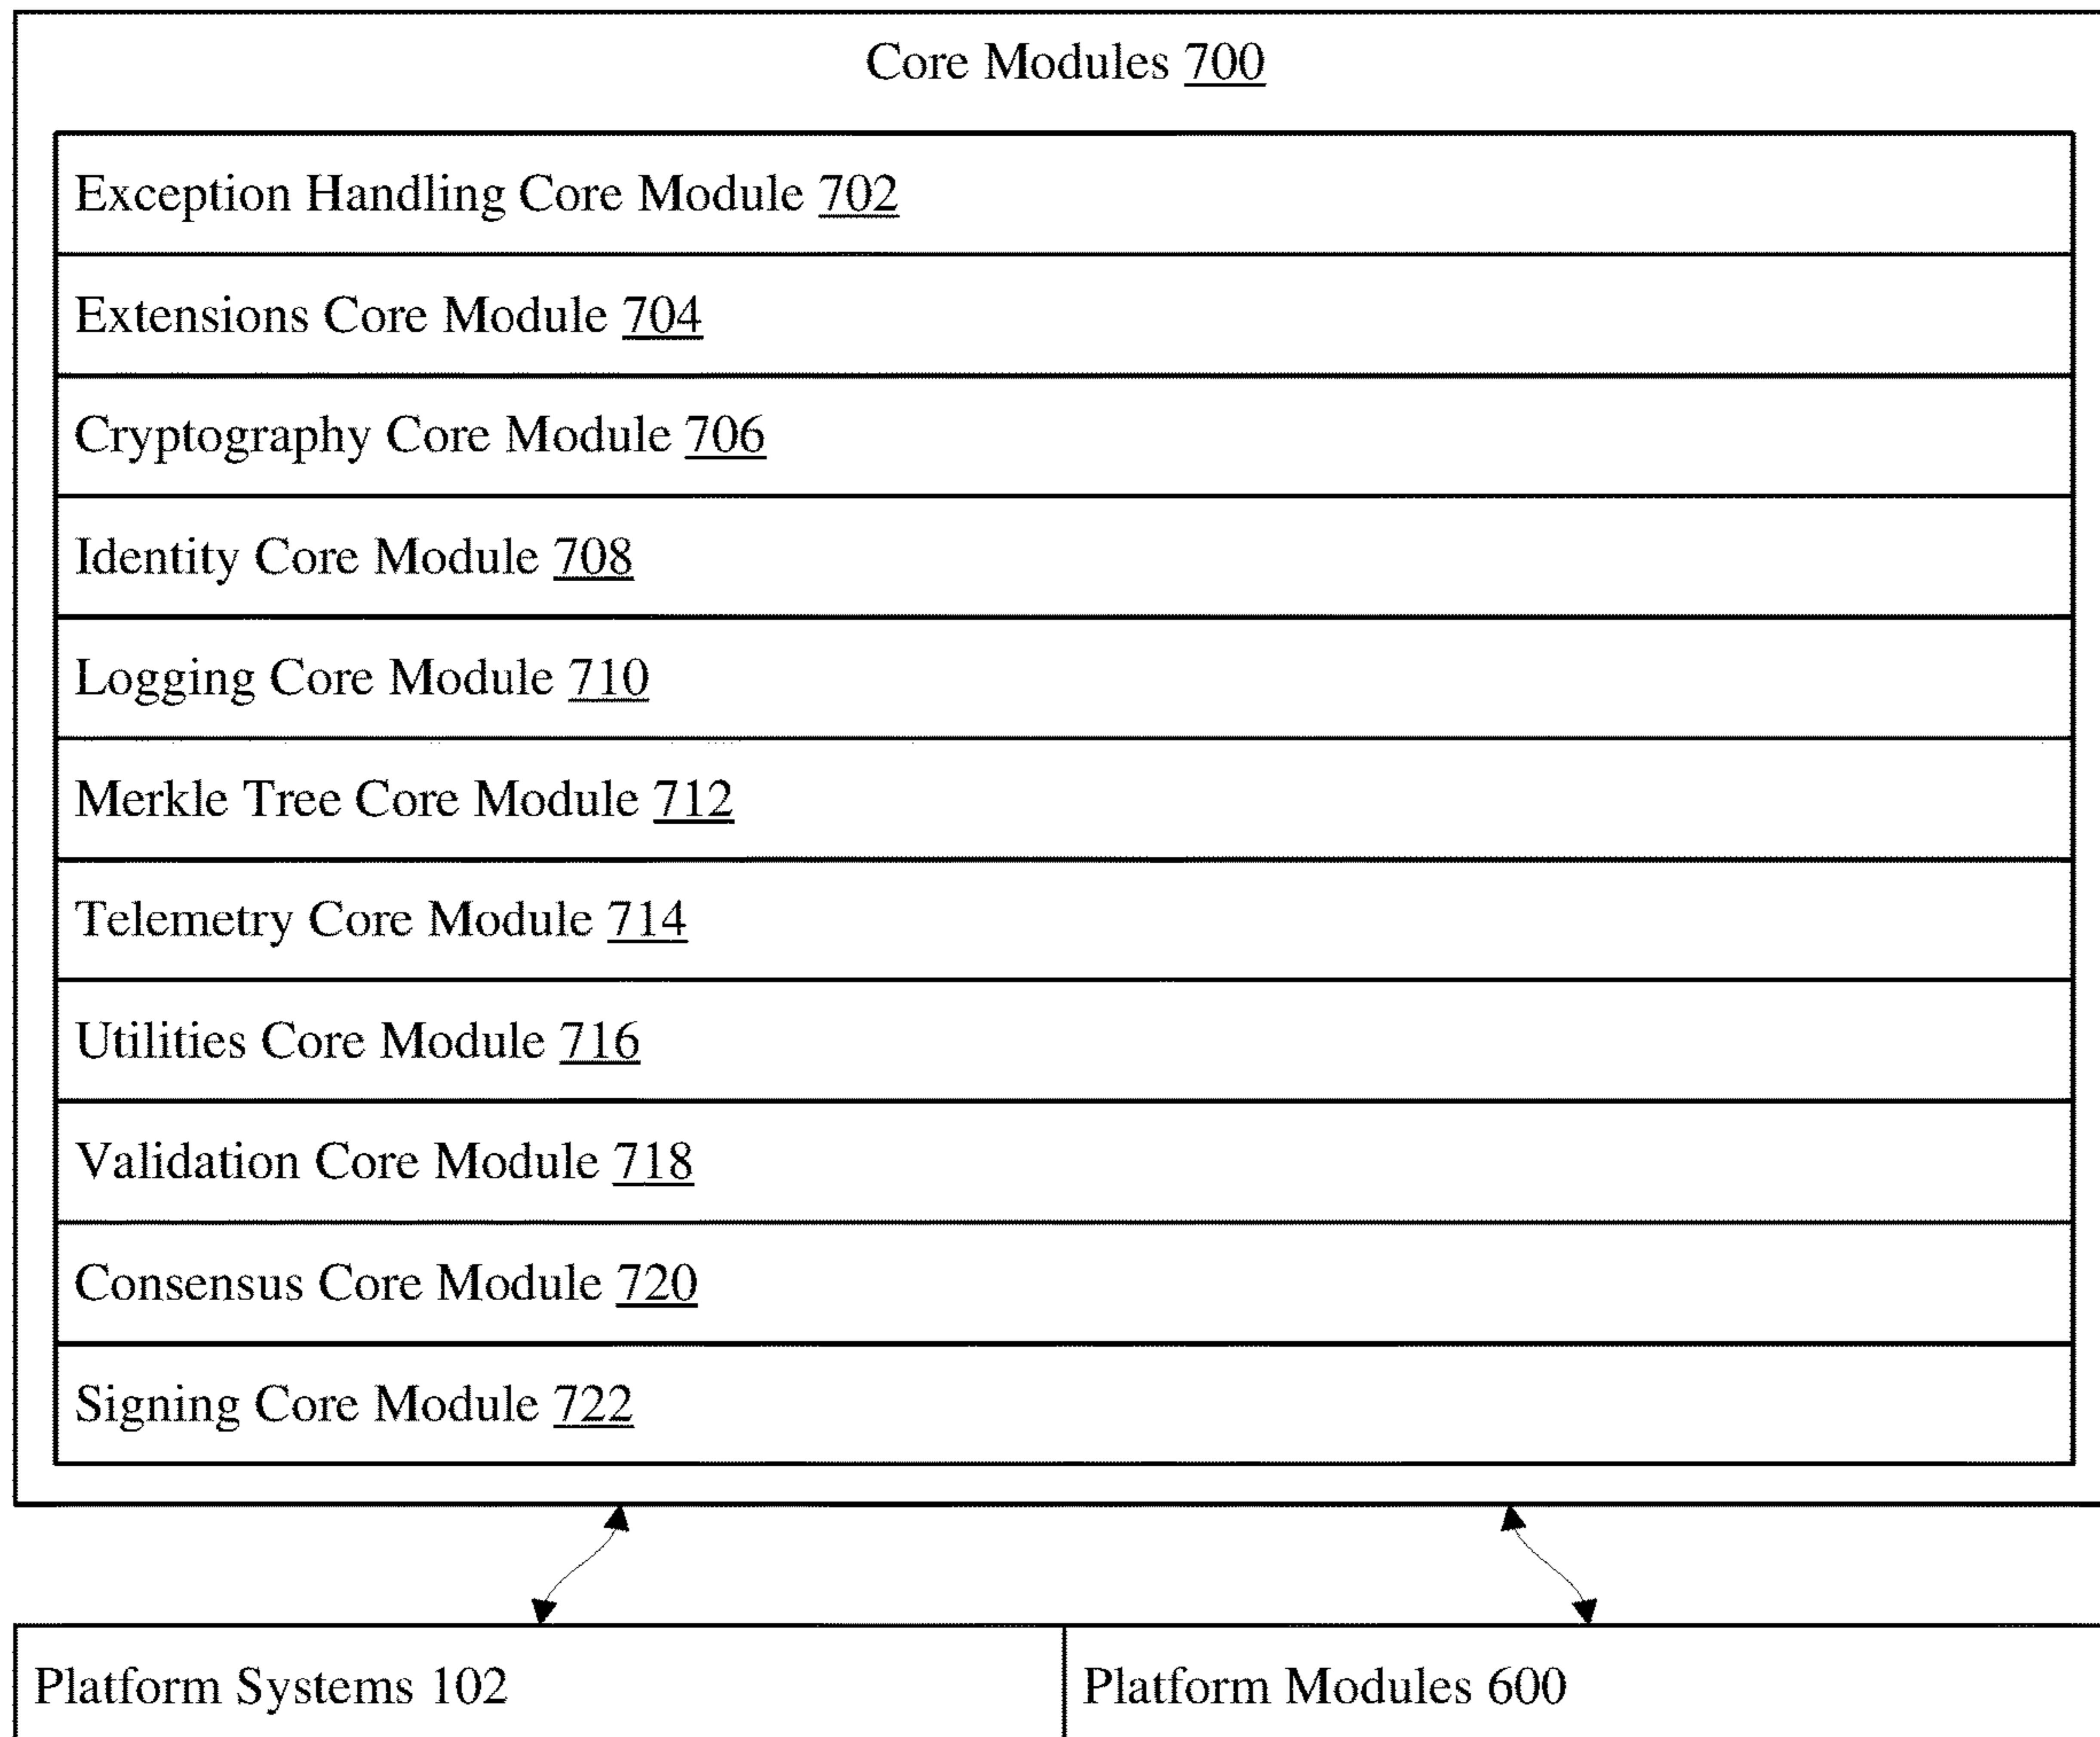 Core Modules 700
Exception Handling Core Module 702
Extensions Core Module 704
Cryptography Core Module 706
Identity Core Module 708
Logging Core Module 710
Merkle Tree Core Module 712
Telemetry Core Module 714
Utilities Core Module 716
Validation Core Module 718
Consensus Core Module 720
Signing Core Module 722
Platform Systems 102
Platform Modules 600